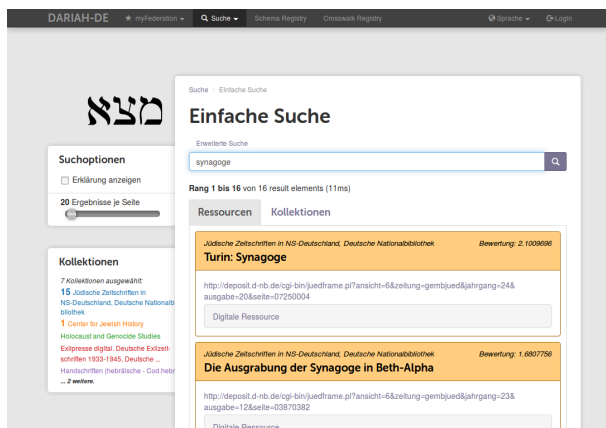 DARIAH-DE ★ myFederation Suche Schema Registry Crosswalk Registry Sprache Login
מצא
Suche / Einfache Suche
Einfache Suche
Erweiterte Suche
synagoge
Rang 1 bis 16 von 16 result elements (11ms)
Ressourcen Kollektionen
Suchoptionen
Erklärung anzeigen
20 Ergebnisse je Seite
Kollektionen
7 Kollektionen ausgewählt:
15 Jüdische Zeitschriften in
NS-Deutschland, Deutsche Nationalb
bliothek
1 Center for Jewish History
Holocaust and Genocide Studies
Exilpresse digital. Deutsche Exilzeit-
schriften 1933-1945, Deutsche ...
Handschriften (hebräische - Cod.hebr
... 2 weitere.
Jüdische Zeitschriften in NS-Deutschland, Deutsche Nationalbibliothek Bewertung: 2.1009696
Turin: Synagoge
http://deposit.d-nb.de/cgi-bin/juedframe.pl?ansicht=6&zeitung=gembjued&jahrgang=24&
ausgabe=20&seite=07250004
Digitale Ressource
Jüdische Zeitschriften in NS-Deutschland, Deutsche Nationalbibliothek Bewertung: 1.6807756
Die Ausgrabung der Synagoge in Beth-Alpha
http://deposit.d-nb.de/cgi-bin/juedframe.pl?ansicht=6&zeitung=gembjued&jahrgang=23&
ausgabe=12&seite=03870382
Digitale Ressource